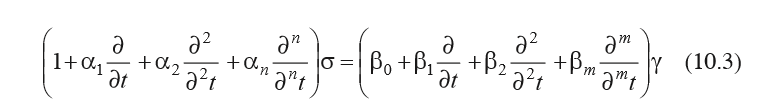 (1+α₁ ∂/∂t + α₂ ∂²/∂²t + αₙ ∂ⁿ/∂ⁿt)σ = (β₀ + β₁ ∂/∂t + β₂ ∂²/∂²t + βₘ ∂ᵐ/∂ᵐt)γ (10.3)